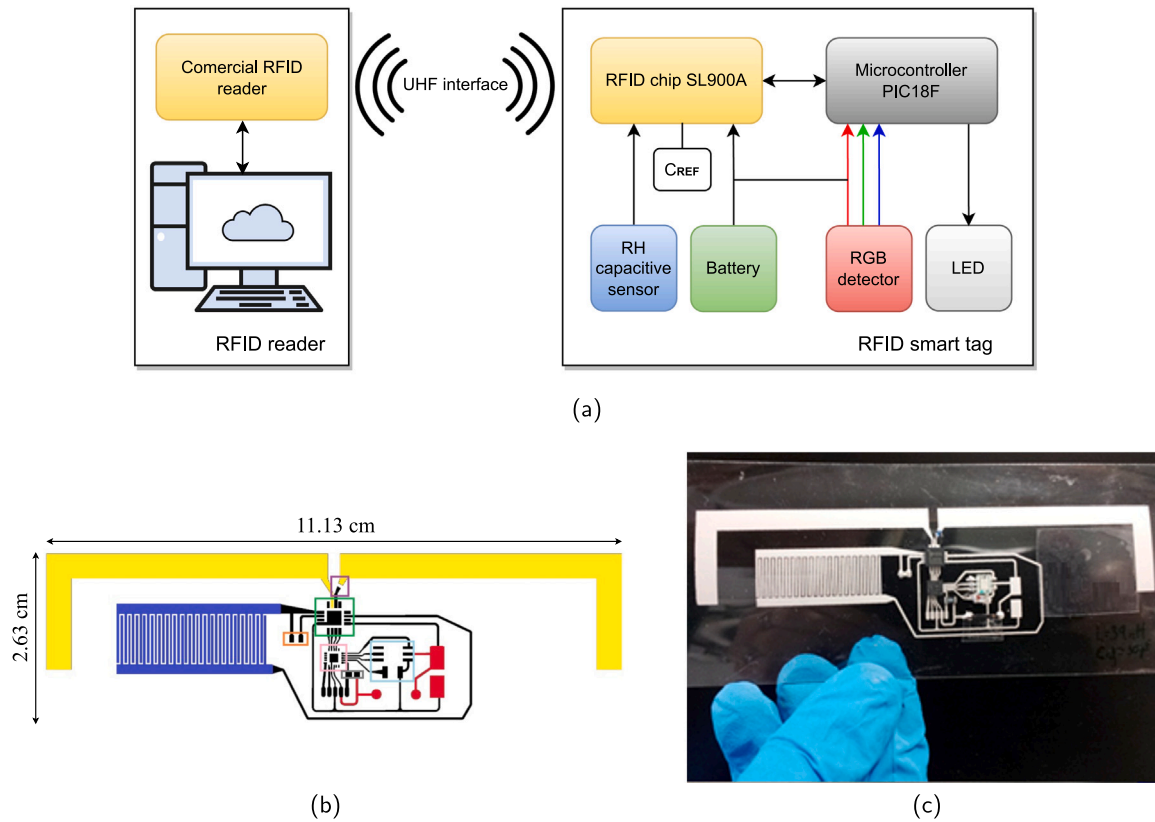 Comercial RFID
reader
UHF interface
RFID chip SL900A
Microcontroller
PIC18F
CREF
RH
capacitive
sensor
Battery
RGB
detector
LED
RFID reader
RFID smart tag
(a)
11.13 cm
2.63 cm
(b)
(c)